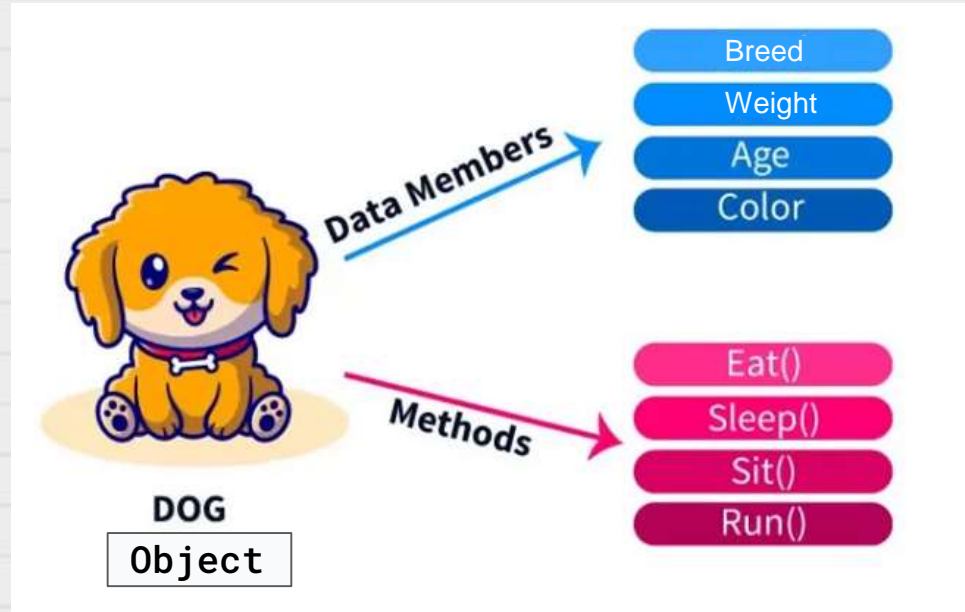 Data Members
Breed
Weight
Age
Color
Methods
Eat()
Sleep()
Sit()
Run()
DOG
Object